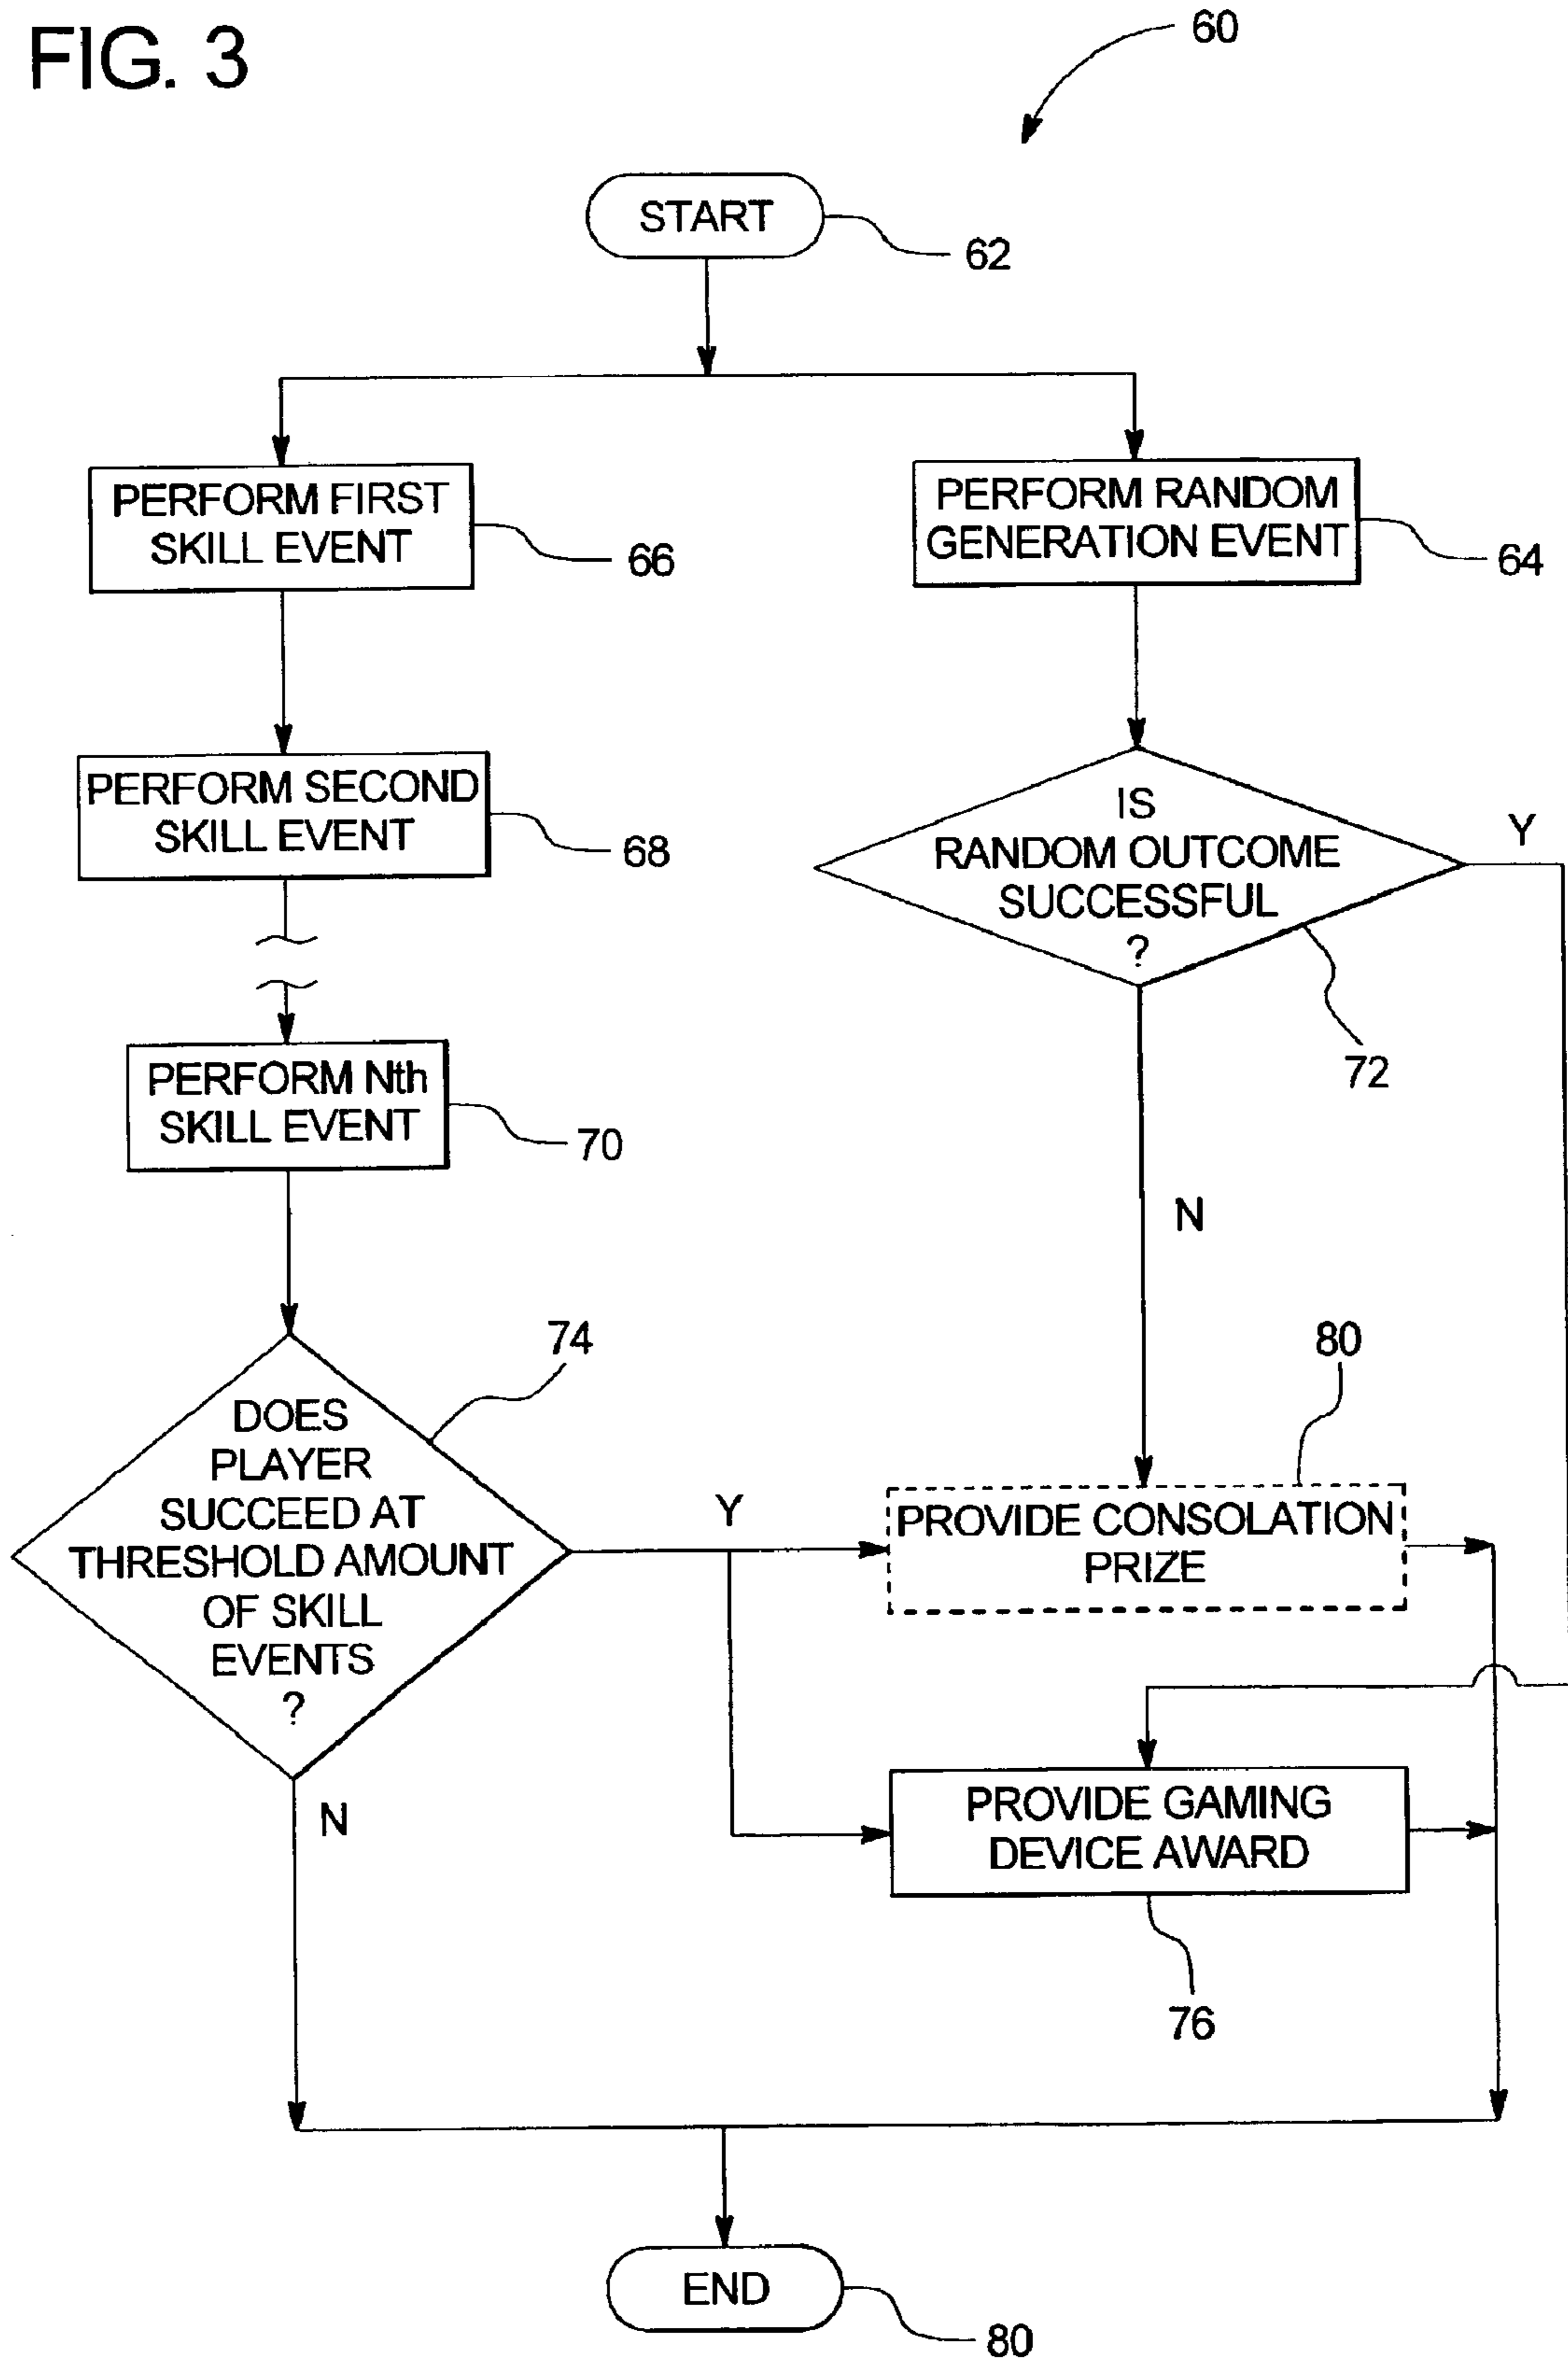 FIG. 3
60
START
62
PERFORM FIRST
SKILL EVENT
66
PERFORM RANDOM
GENERATION EVENT
64
PERFORM SECOND
SKILL EVENT
68
IS
RANDOM OUTCOME
SUCCESSFUL
?
Y
72
PERFORM Nth
SKILL EVENT
70
N
74
DOES
PLAYER
SUCCEED AT
THRESHOLD AMOUNT
OF SKILL
EVENTS
?
Y
80
PROVIDE CONSOLATION
PRIZE
N
PROVIDE GAMING
DEVICE AWARD
76
END
80